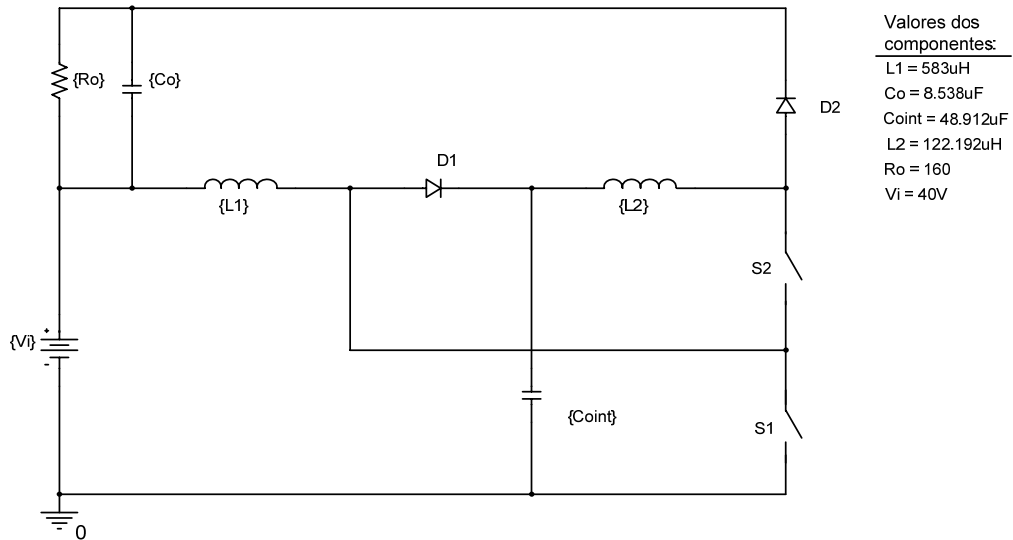 Valores dos
componentes:
L1 = 583uH
Co = 8.538uF
Coint = 48.912uF
L2 = 122.192uH
Ro = 160
Vi = 40V
{Ro}
{Co}
D2
D1
{L1}
{L2}
S2
+
{Vi}
-
{Coint}
S1
0